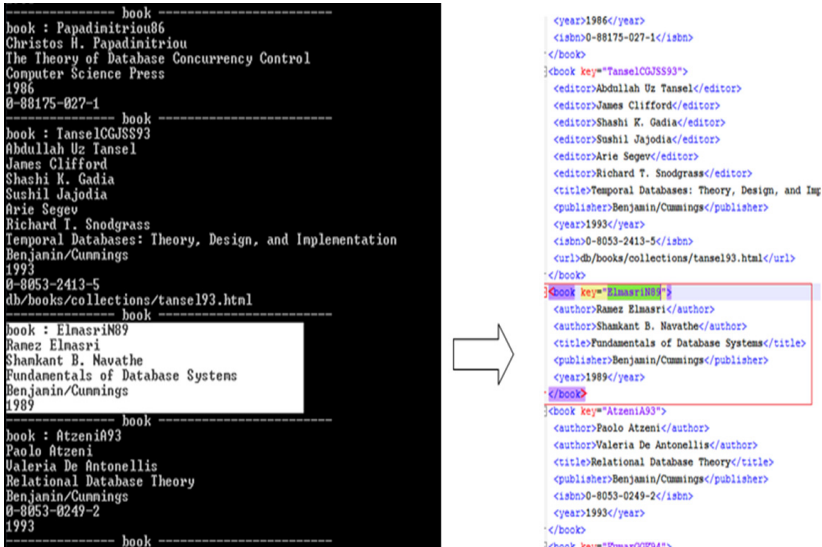 --------------- book ------------------------
book : Papadimitriou86
Christos H. Papadimitriou
The Theory of Database Concurrency Control
Computer Science Press
1986
0-88175-027-1
--------------- book ------------------------
book : TanselCGJSS93
Abdullah Uz Tansel
James Clifford
Shashi K. Gadia
Sushil Jajodia
Arie Segev
Richard T. Snodgrass
Temporal Databases: Theory, Design, and Implementation
Benjamin/Cummings
1993
0-8053-2413-5
db/books/collections/tansel93.html
--------------- book ------------------------
book : ElmasriN89
Ramez Elmasri
Shamkant B. Navathe
Fundamentals of Database Systems
Benjamin/Cummings
1989
--------------- book ------------------------
book : AtzeniA93
Paolo Atzeni
Valeria De Antonellis
Relational Database Theory
Benjamin/Cummings
0-8053-0249-2
1993
--------------- book ------------------------
<year>1986</year>
<isbn>0-88175-027-1</isbn>
</book>
<book key="TanselCGJSS93">
<editor>Abdullah Uz Tansel</editor>
<editor>James Clifford</editor>
<editor>Shashi K. Gadia</editor>
<editor>Sushil Jajodia</editor>
<editor>Arie Segev</editor>
<editor>Richard T. Snodgrass</editor>
<title>Temporal Databases: Theory, Design, and Imp
<publisher>Benjamin/Cummings</publisher>
<year>1993</year>
<isbn>0-8053-2413-5</isbn>
<url>db/books/collections/tansel93.html</url>
</book>
<book key="ElmasriN89">
<author>Ramez Elmasri</author>
<author>Shamkant B. Navathe</author>
<title>Fundamentals of Database Systems</title>
<publisher>Benjamin/Cummings</publisher>
<year>1989</year>
</book>
<book key="AtzeniA93">
<author>Paolo Atzeni</author>
<author>Valeria De Antonellis</author>
<title>Relational Database Theory</title>
<publisher>Benjamin/Cummings</publisher>
<isbn>0-8053-0249-2</isbn>
<year>1993</year>
</book>
<book key=